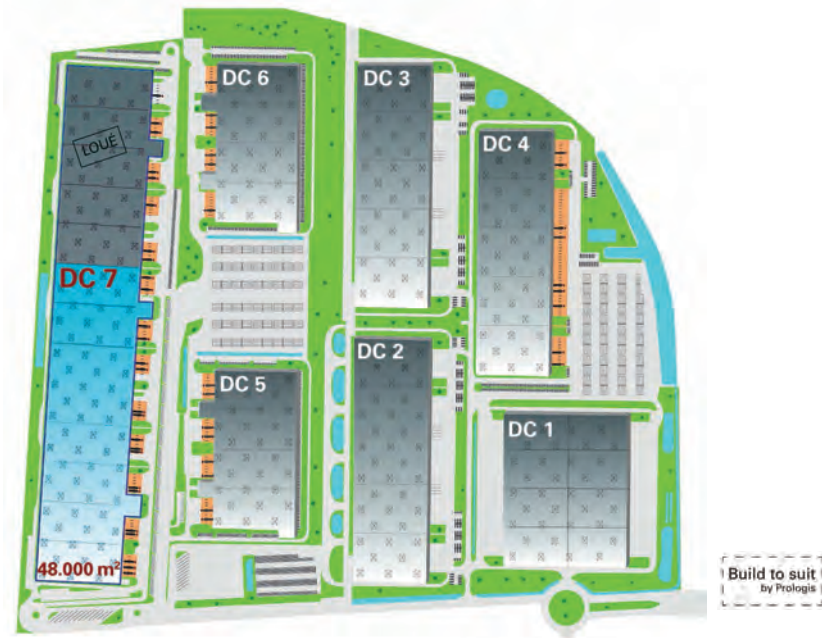 DC 6
DC 3
DC 4
LOUÉ
DC 7
DC 2
DC 5
DC 1
48.000 m²
Build to suit
by Prologis